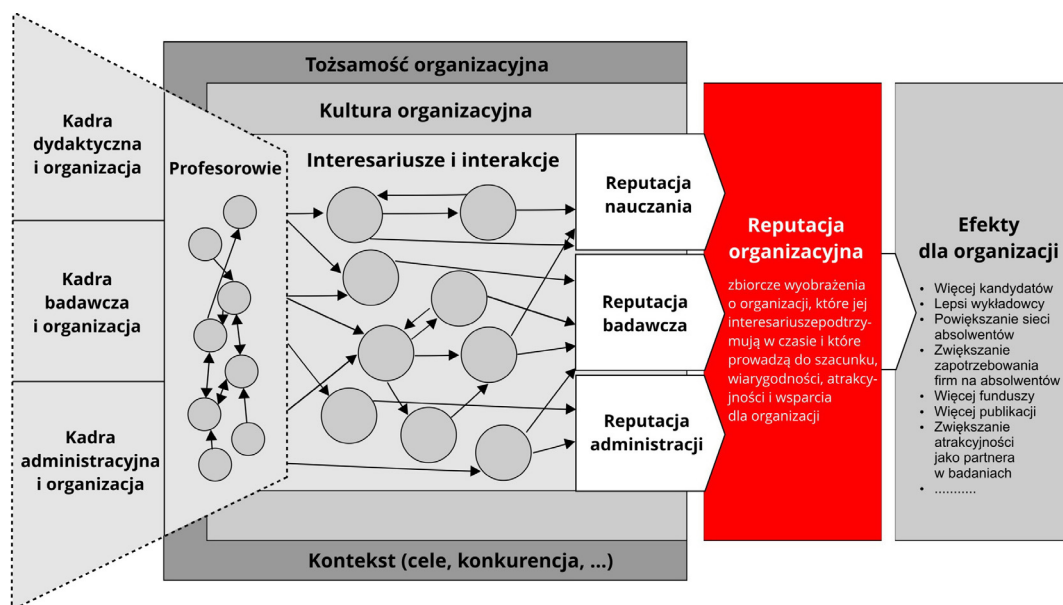 Tożsamość organizacyjna
Kultura organizacyjna
Kadra
dydaktyczna
i organizacja
Kadra
badawcza
i organizacja
Kadra
administracyjna
i organizacja
Profesorowie
Interesariusze i interakcje
Reputacja
nauczania
Reputacja
badawcza
Reputacja
administracji
Kontekst (cele, konkurencja, ...)
Reputacja
organizacyjna
zbiorcze wyobrażenia
o organizacji, które jej
interesariuszepodtrzy-
mują w czasie i które
prowadzą do szacunku,
wiarygodności, atrakcy-
jności i wsparcia
dla organizacji
Efekty
dla organizacji
• Więcej kandydatów
• Lepsi wykładowcy
• Powiększanie sieci
absolwentów
• Zwiększanie
zapotrzebowania
firm na absolwentów
• Więcej funduszy
• Więcej publikacji
• Zwiększanie
atrakcyjności
jako partnera
w badaniach
• ...........